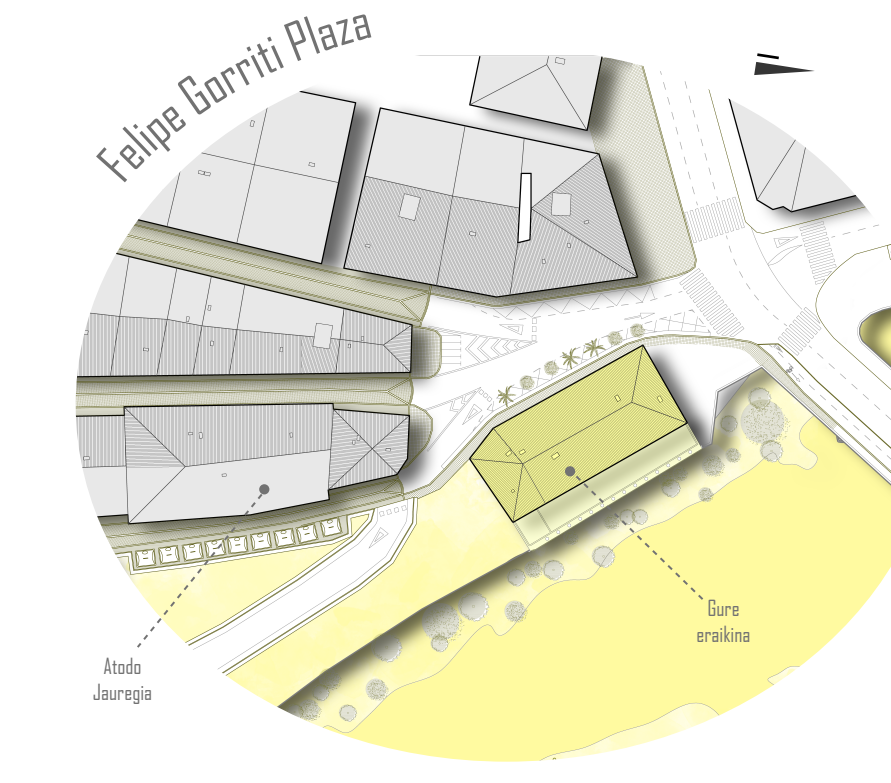 Felipe Gorriti Plaza
Gure
eraikina
Atodo
Jauregia